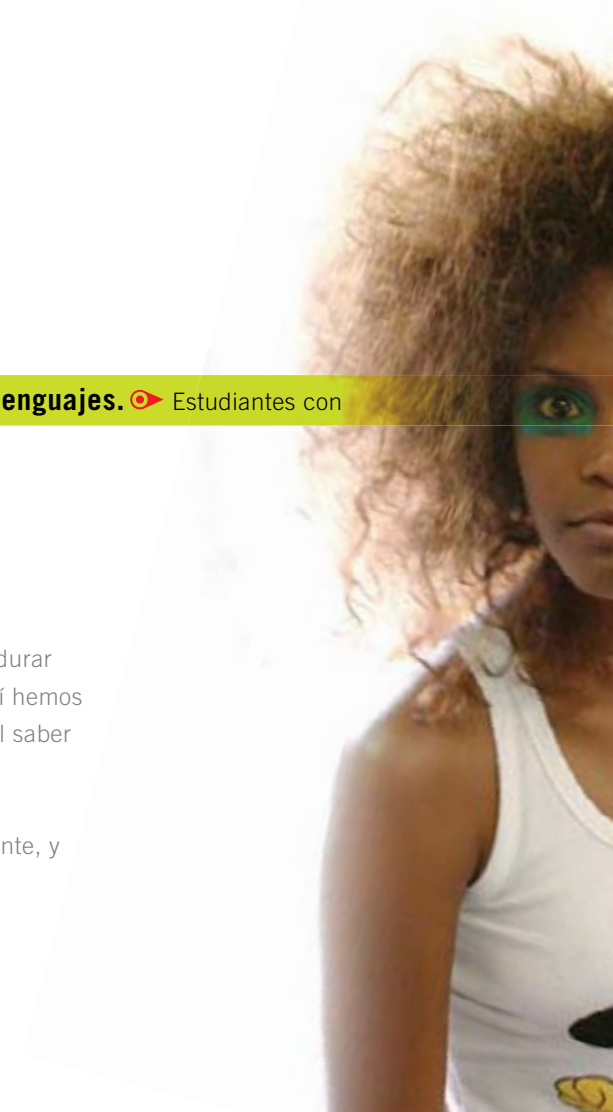 enguajes. Estudiantes con
durar
í hemos
l saber
nte, y